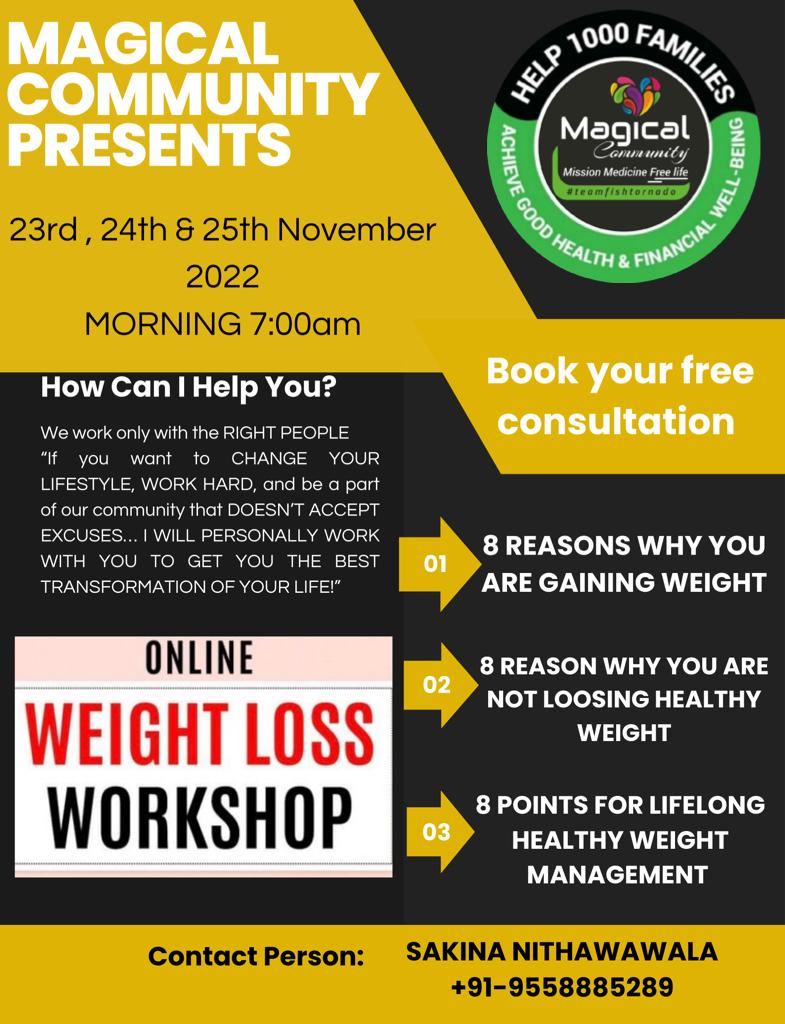 MAGICAL
COMMUNITY
PRESENTS
HELP 1000 FAMILIES
Magical
Community
Mission Medicine Free life
#teamfishtornado
ACHIEVE GOOD HEALTH & FINANCIAL WELL-BEING
23rd , 24th & 25th November
2022
MORNING 7:00am
Book your free
consultation
How Can I Help You?
We work only with the RIGHT PEOPLE
“If you want to CHANGE YOUR
LIFESTYLE, WORK HARD, and be a part
of our community that DOESN’T ACCEPT
EXCUSES... I WILL PERSONALLY WORK
WITH YOU TO GET YOU THE BEST
TRANSFORMATION OF YOUR LIFE!”
ONLINE
WEIGHT LOSS
WORKSHOP
01
8 REASONS WHY YOU
ARE GAINING WEIGHT
02
8 REASON WHY YOU ARE
NOT LOOSING HEALTHY
WEIGHT
03
8 POINTS FOR LIFELONG
HEALTHY WEIGHT
MANAGEMENT
Contact Person:
SAKINA NITHAWAWALA
+91-9558885289